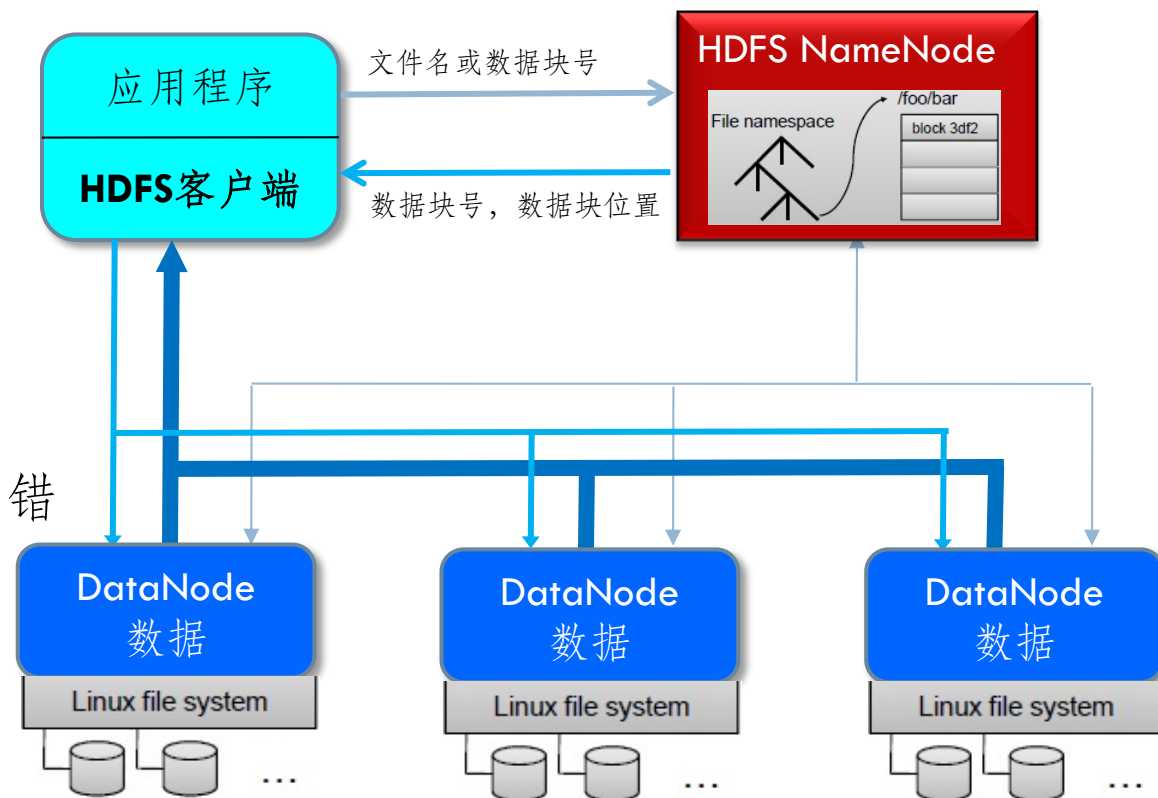 应用程序
HDFS客户端
文件名或数据块号
数据块号，数据块位置
HDFS NameNode
/foo/bar
File namespace
block 3df2
错
DataNode
数据
Linux file system
...
DataNode
数据
Linux file system
...
DataNode
数据
Linux file system
...